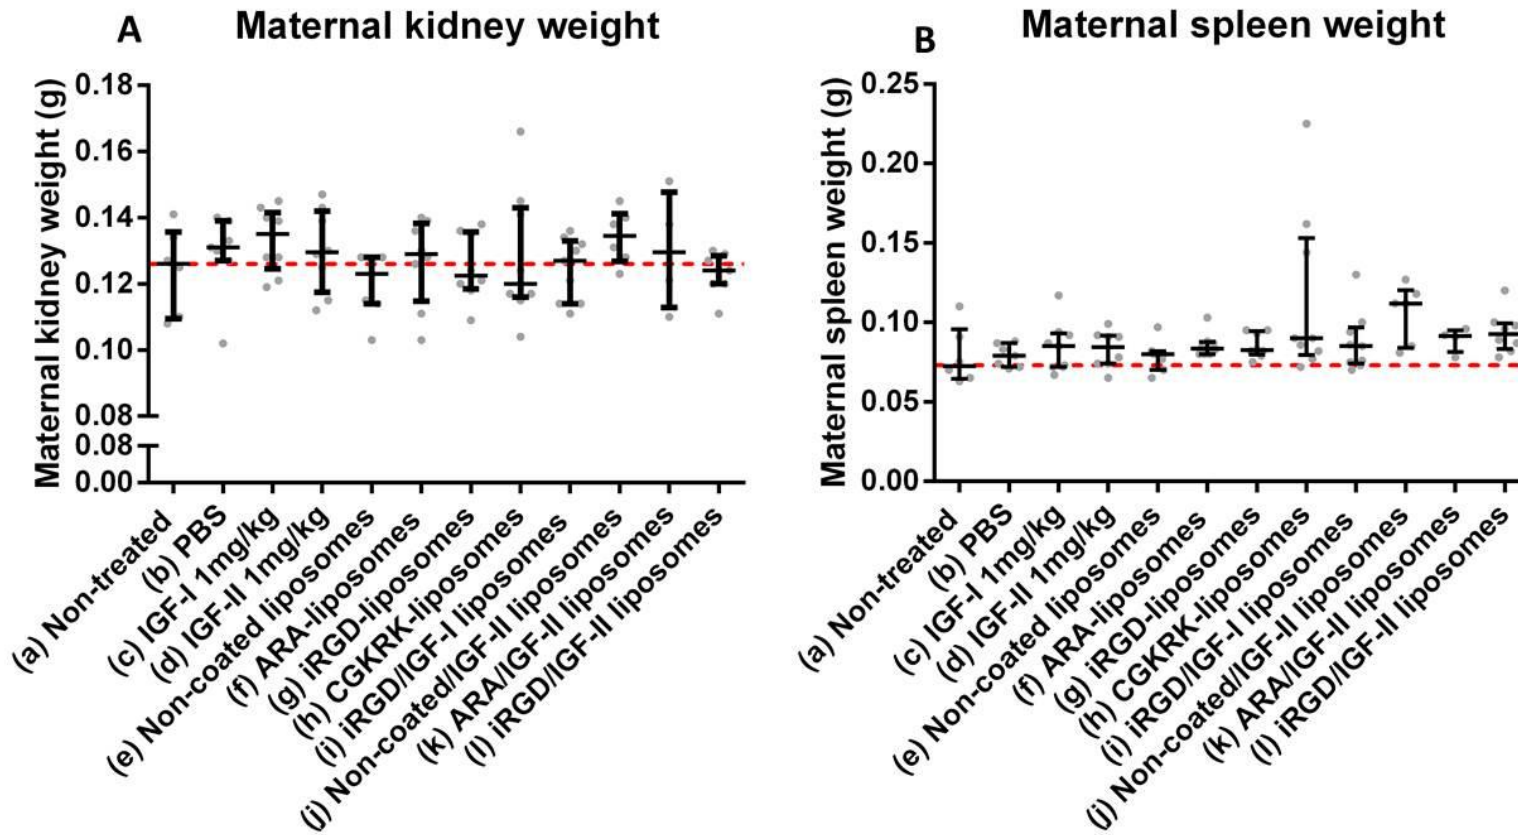 A
Maternal kidney weight
Maternal kidney weight (g)
0.18
0.16
0.14
0.12
0.10
0.08
0.08
0.00
(a) Non-treated
(b) PBS
(c) IGF-I 1mg/kg
(d) IGF-II 1mg/kg
(e) Non-coated liposomes
(f) ARA-liposomes
(g) iRGD-liposomes
(h) CGKRK-liposomes
(i) iRGD/IGF-I liposomes
(j) Non-coated/IGF-II liposomes
(k) ARA/IGF-II liposomes
(l) iRGD/IGF-II liposomes
B
Maternal spleen weight
Maternal spleen weight (g)
0.25
0.20
0.15
0.10
0.05
0.00
(a) Non-treated
(b) PBS
(c) IGF-I 1mg/kg
(d) IGF-II 1mg/kg
(e) Non-coated liposomes
(f) ARA-liposomes
(g) iRGD-liposomes
(h) CGKRK-liposomes
(i) iRGD/IGF-I liposomes
(j) Non-coated/IGF-II liposomes
(k) ARA/IGF-II liposomes
(l) iRGD/IGF-II liposomes